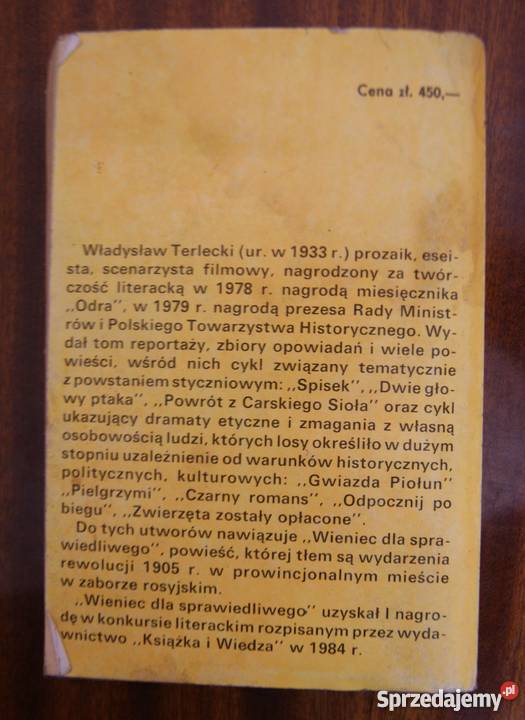 Cena zł. 450,—
Władysław Terlecki (ur. w 1933 r.) prozaik, esei-
sta, scenarzysta filmowy, nagrodzony za twór-
czość literacką w 1978 r. nagrodą miesięcznika
„Odra", w 1979 r. nagrodą prezesa Rady Minist-
rów i Polskiego Towarzystwa Historycznego. Wy-
dał tom reportaży, zbiory opowiadań i wiele po-
wieści, wśród nich cykl związany tematycznie
z powstaniem styczniowym: „Spisek", „Dwie gło-
wy ptaka", „Powrót z Carskiego Sioła" oraz cykl
ukazujący dramaty etyczne i zmagania z własną
osobowością ludzi, których losy określiło w dużym
stopniu uzależnienie od warunków historycznych,
politycznych, kulturowych: „Gwiazda Piołun"
„Pielgrzymi", „Czarny romans", „Odpocznij po
biegu", „Zwierzęta zostały opłacone".
Do tych utworów nawiązuje „Wieniec dla spra-
wiedliwego", powieść, której tłem są wydarzenia
rewolucji 1905 r. w prowincjonalnym mieście
w zaborze rosyjskim.
„Wieniec dla sprawiedliwego" uzyskał I nagro-
dę w konkursie literackim rozpisanym przez wyda-
wnictwo „Książka i Wiedza" w 1984 r.
Sprzedajemy.pl